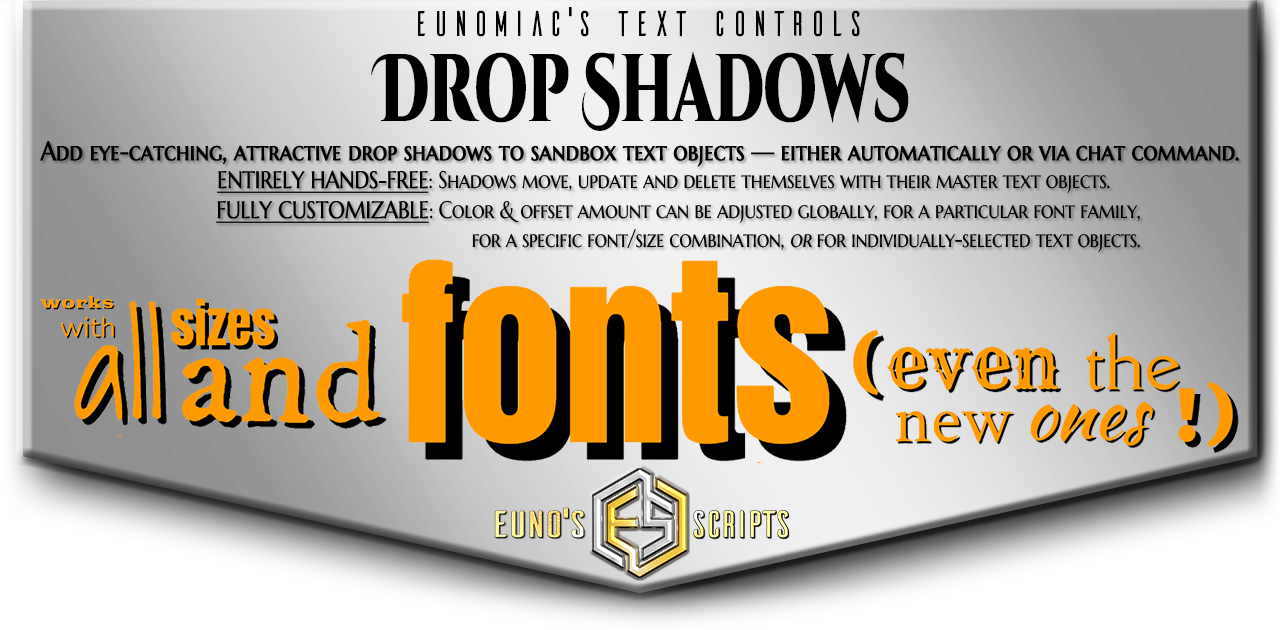 EUNOMIAC'S TEXT CONTROLS
DROP SHADOWS
ADD EYE-CATCHING, ATTRACTIVE DROP SHADOWS TO SANDBOX TEXT OBJECTS — EITHER AUTOMATICALLY OR VIA CHAT COMMAND.
ENTIRELY HANDS-FREE: SHADOWS MOVE, UPDATE AND DELETE THEMSELVES WITH THEIR MASTER TEXT OBJECTS.
FULLY CUSTOMIZABLE: COLOR & OFFSET AMOUNT CAN BE ADJUSTED GLOBALLY, FOR A PARTICULAR FONT FAMILY,
FOR A SPECIFIC FONT/SIZE COMBINATION, OR FOR INDIVIDUALLY-SELECTED TEXT OBJECTS.
works
with
all
sizes
and
fonts
(even the
new ones!)
EUNO'S ES SCRIPTS